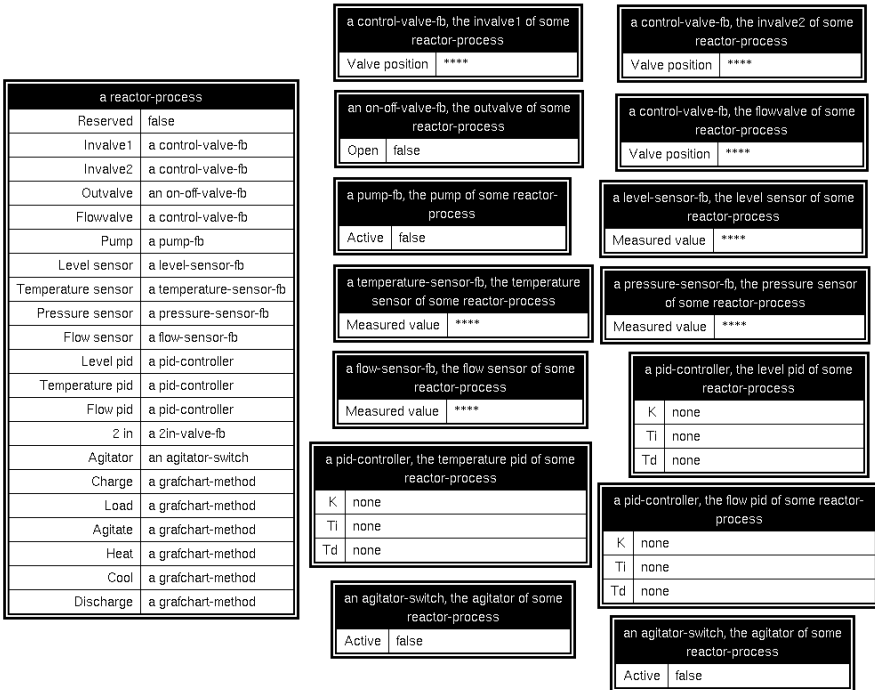 a reactor-process
Reserved false
Invalve1 a control-valve-fb
Invalve2 a control-valve-fb
Outvalve an on-off-valve-fb
Flowvalve a control-valve-fb
Pump a pump-fb
Level sensor a level-sensor-fb
Temperature sensor a temperature-sensor-fb
Pressure sensor a pressure-sensor-fb
Flow sensor a flow-sensor-fb
Level pid a pid-controller
Temperature pid a pid-controller
Flow pid a pid-controller
2 in a 2in-valve-fb
Agitator an agitator-switch
Charge a grafchart-method
Load a grafchart-method
Agitate a grafchart-method
Heat a grafchart-method
Cool a grafchart-method
Discharge a grafchart-method
a control-valve-fb, the invalve1 of some
reactor-process
Valve position ****
an on-off-valve-fb, the outvalve of some
reactor-process
Open false
a pump-fb, the pump of some reactor-
process
Active false
a temperature-sensor-fb, the temperature
sensor of some reactor-process
Measured value ****
a flow-sensor-fb, the flow sensor of some
reactor-process
Measured value ****
a pid-controller, the temperature pid of some
reactor-process
K none
Ti none
Td none
an agitator-switch, the agitator of some
reactor-process
Active false
a control-valve-fb, the invalve2 of some
reactor-process
Valve position ****
a control-valve-fb, the flowvalve of some
reactor-process
Valve position ****
a level-sensor-fb, the level sensor of some
reactor-process
Measured value ****
a pressure-sensor-fb, the pressure sensor
of some reactor-process
Measured value ****
a pid-controller, the level pid of some
reactor-process
K none
Ti none
Td none
a pid-controller, the flow pid of some reactor-
process
K none
Ti none
Td none
an agitator-switch, the agitator of some
reactor-process
Active false